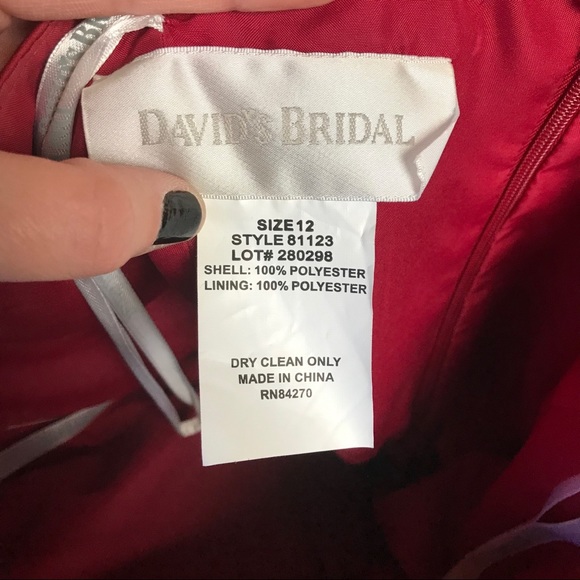 DAVID'S BRIDAL
SIZE 12
STYLE 81123
LOT# 280298
SHELL: 100% POLYESTER
LINING: 100% POLYESTER
DRY CLEAN ONLY
MADE IN CHINA
RN84270